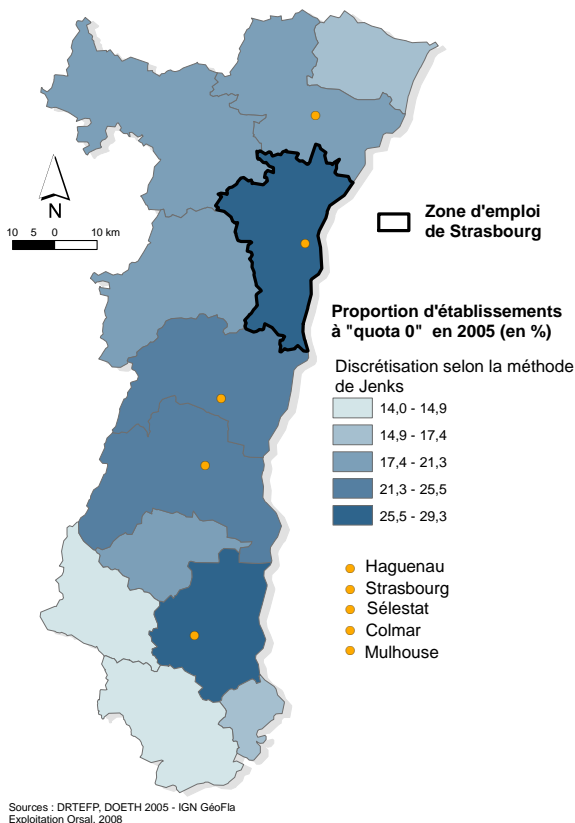 N
10 5 0 10 km
Zone d'emploi
de Strasbourg
Proportion d'établissements
à "quota 0" en 2005 (en %)
Discrétisation selon la méthode
de Jenks
14,0 - 14,9
14,9 - 17,4
17,4 - 21,3
21,3 - 25,5
25,5 - 29,3
Haguenau
Strasbourg
Sélestat
Colmar
Mulhouse
Sources : DRTEFP, DOETH 2005 - IGN GéoFla
Exploitation Orsal, 2008